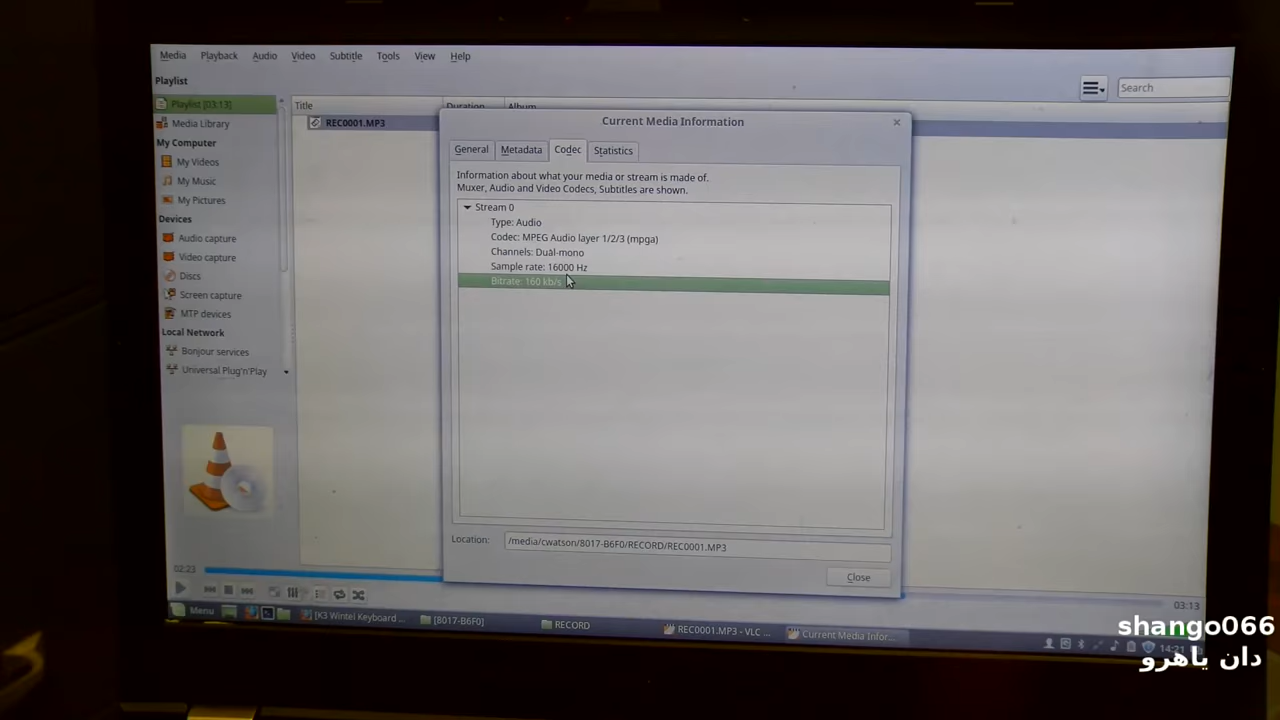 Media Playback Audio Video Subtitle Tools View Help
Playlist
Search
Playlist [03:13]
Media Library
My Computer
My Videos
My Music
My Pictures
Devices
Audio capture
Video capture
Discs
Screen capture
MTP devices
Local Network
Bonjour services
Universal Plug'n'Play
Title Duration Album
REC0001.MP3
Current Media Information
General Metadata Codec Statistics
Information about what your media or stream is made of.
Muxer, Audio and Video Codecs, Subtitles are shown.
Stream 0
Type: Audio
Codec: MPEG Audio layer 1/2/3 (mpga)
Channels: Dual-mono
Sample rate: 16000 Hz
Bitrate: 160 kb/s
Location: /media/cwatson/8017-B6F0/RECORD/REC0001.MP3
Close
02:23
03:13
Menu [K3 Wintel Keyboard ... [8017-B6F0] RECORD REC0001.MP3 - VLC ... Current Media Infor...
14:21
shango066
دان یاهرو